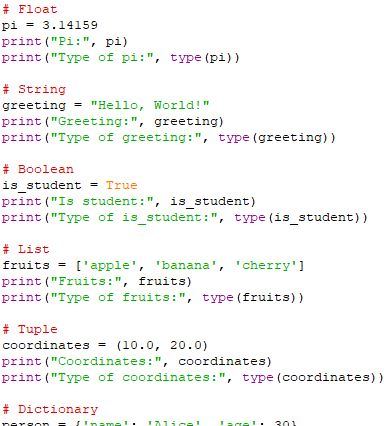 # Float
pi = 3.14159
print("Pi:", pi)
print("Type of pi:", type(pi))
# String
greeting = "Hello, World!"
print("Greeting:", greeting)
print("Type of greeting:", type(greeting))
# Boolean
is_student = True
print("Is student:", is_student)
print("Type of is_student:", type(is_student))
# List
fruits = ['apple', 'banana', 'cherry']
print("Fruits:", fruits)
print("Type of fruits:", type(fruits))
# Tuple
coordinates = (10.0, 20.0)
print("Coordinates:", coordinates)
print("Type of coordinates:", type(coordinates))
# Dictionary
person = {'name': 'Alice', 'age': 30}